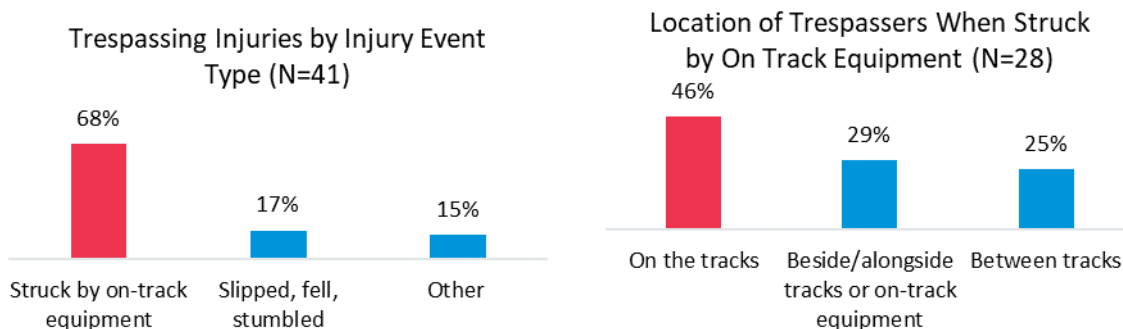 Trespassing Injuries by Injury Event
Type (N=41)
68%
17%
15%
Struck by on-track
equipment
Slipped, fell,
stumbled
Other
Location of Trespassers When Struck
by On Track Equipment (N=28)
46%
29%
25%
On the tracks
Beside/alongside
tracks or on-track
equipment
Between tracks